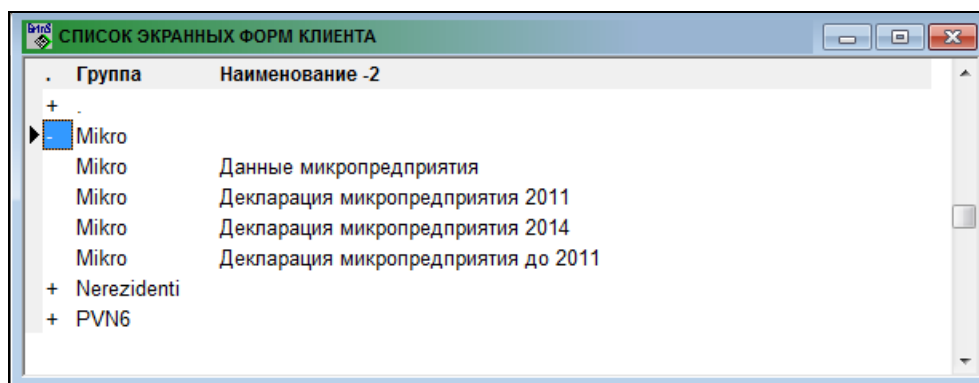 СПИСОК ЭКРАННЫХ ФОРМ КЛИЕНТА
. Группа Наименование -2
+ .
- Mikro
Mikro Данные микропредприятия
Mikro Декларация микропредприятия 2011
Mikro Декларация микропредприятия 2014
Mikro Декларация микропредприятия до 2011
+ Nerezidenti
+ PVN6